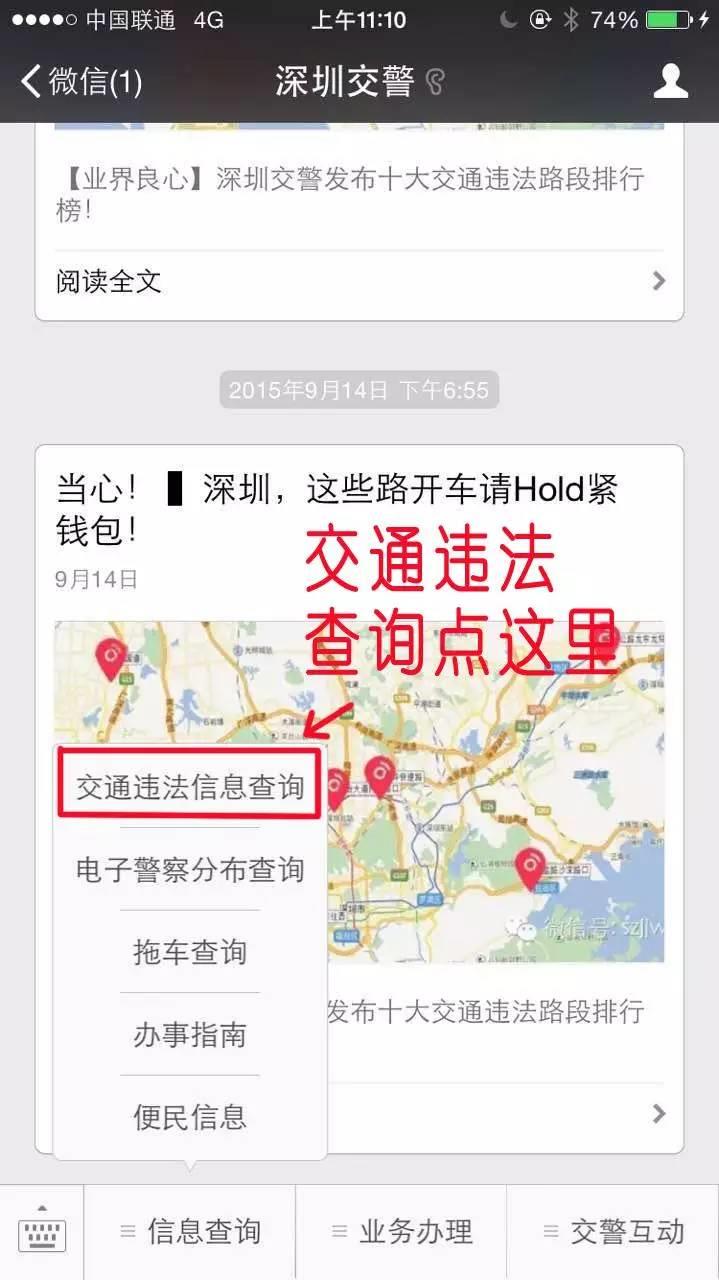 中国联通 4G 上午11:10 74%
微信(1) 深圳交警
【业界良心】深圳交警发布十大交通违法路段排行
榜！
阅读全文
2015年9月14日 下午6:55
当心！ 深圳，这些路开车请Hold紧
钱包！
9月14日
交通违法
查询点这里
交通违法信息查询
电子警察分布查询
拖车查询
微信号: szjjw
办事指南
发布十大交通违法路段排行
便民信息
信息查询 业务办理 交警互动